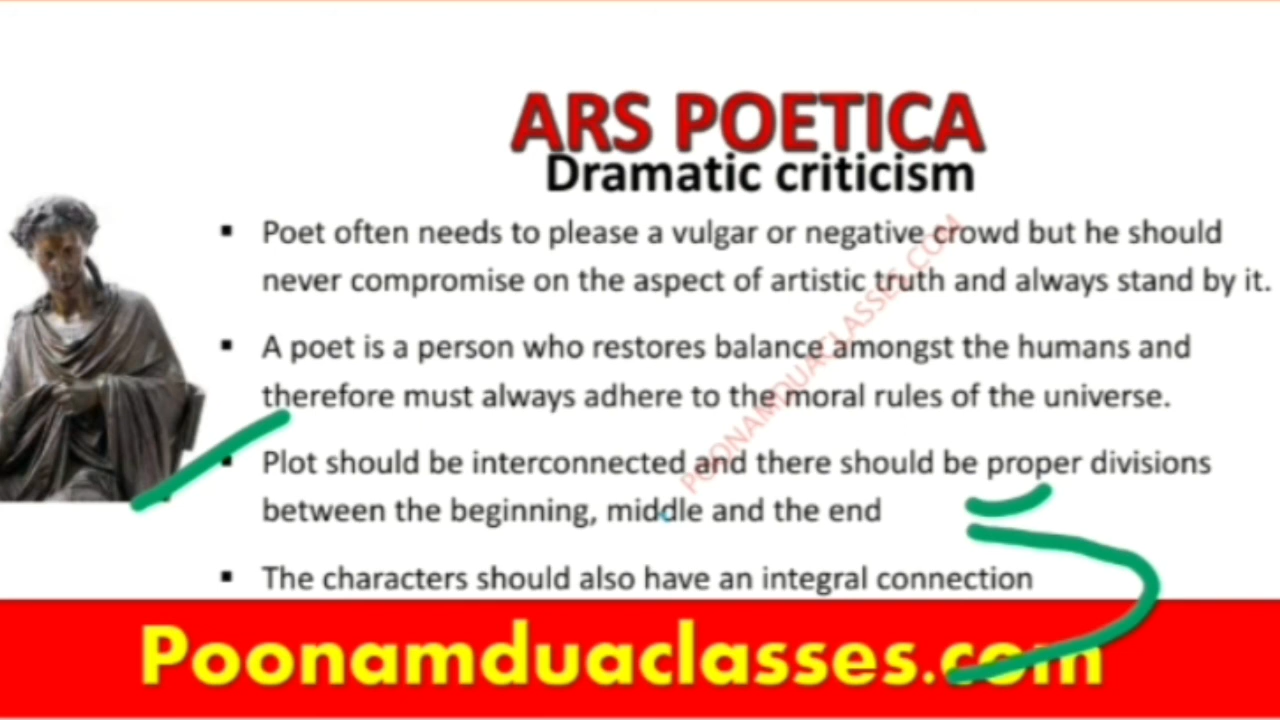 ARS POETICA
Dramatic criticism
▪ Poet often needs to please a vulgar or negative crowd but he should
never compromise on the aspect of artistic truth and always stand by it.
▪ A poet is a person who restores balance amongst the humans and
therefore must always adhere to the moral rules of the universe.
▪ Plot should be interconnected and there should be proper divisions
between the beginning, middle and the end
▪ The characters should also have an integral connection
POONAMDUACLASSES.COM
Poonamduaclasses.com